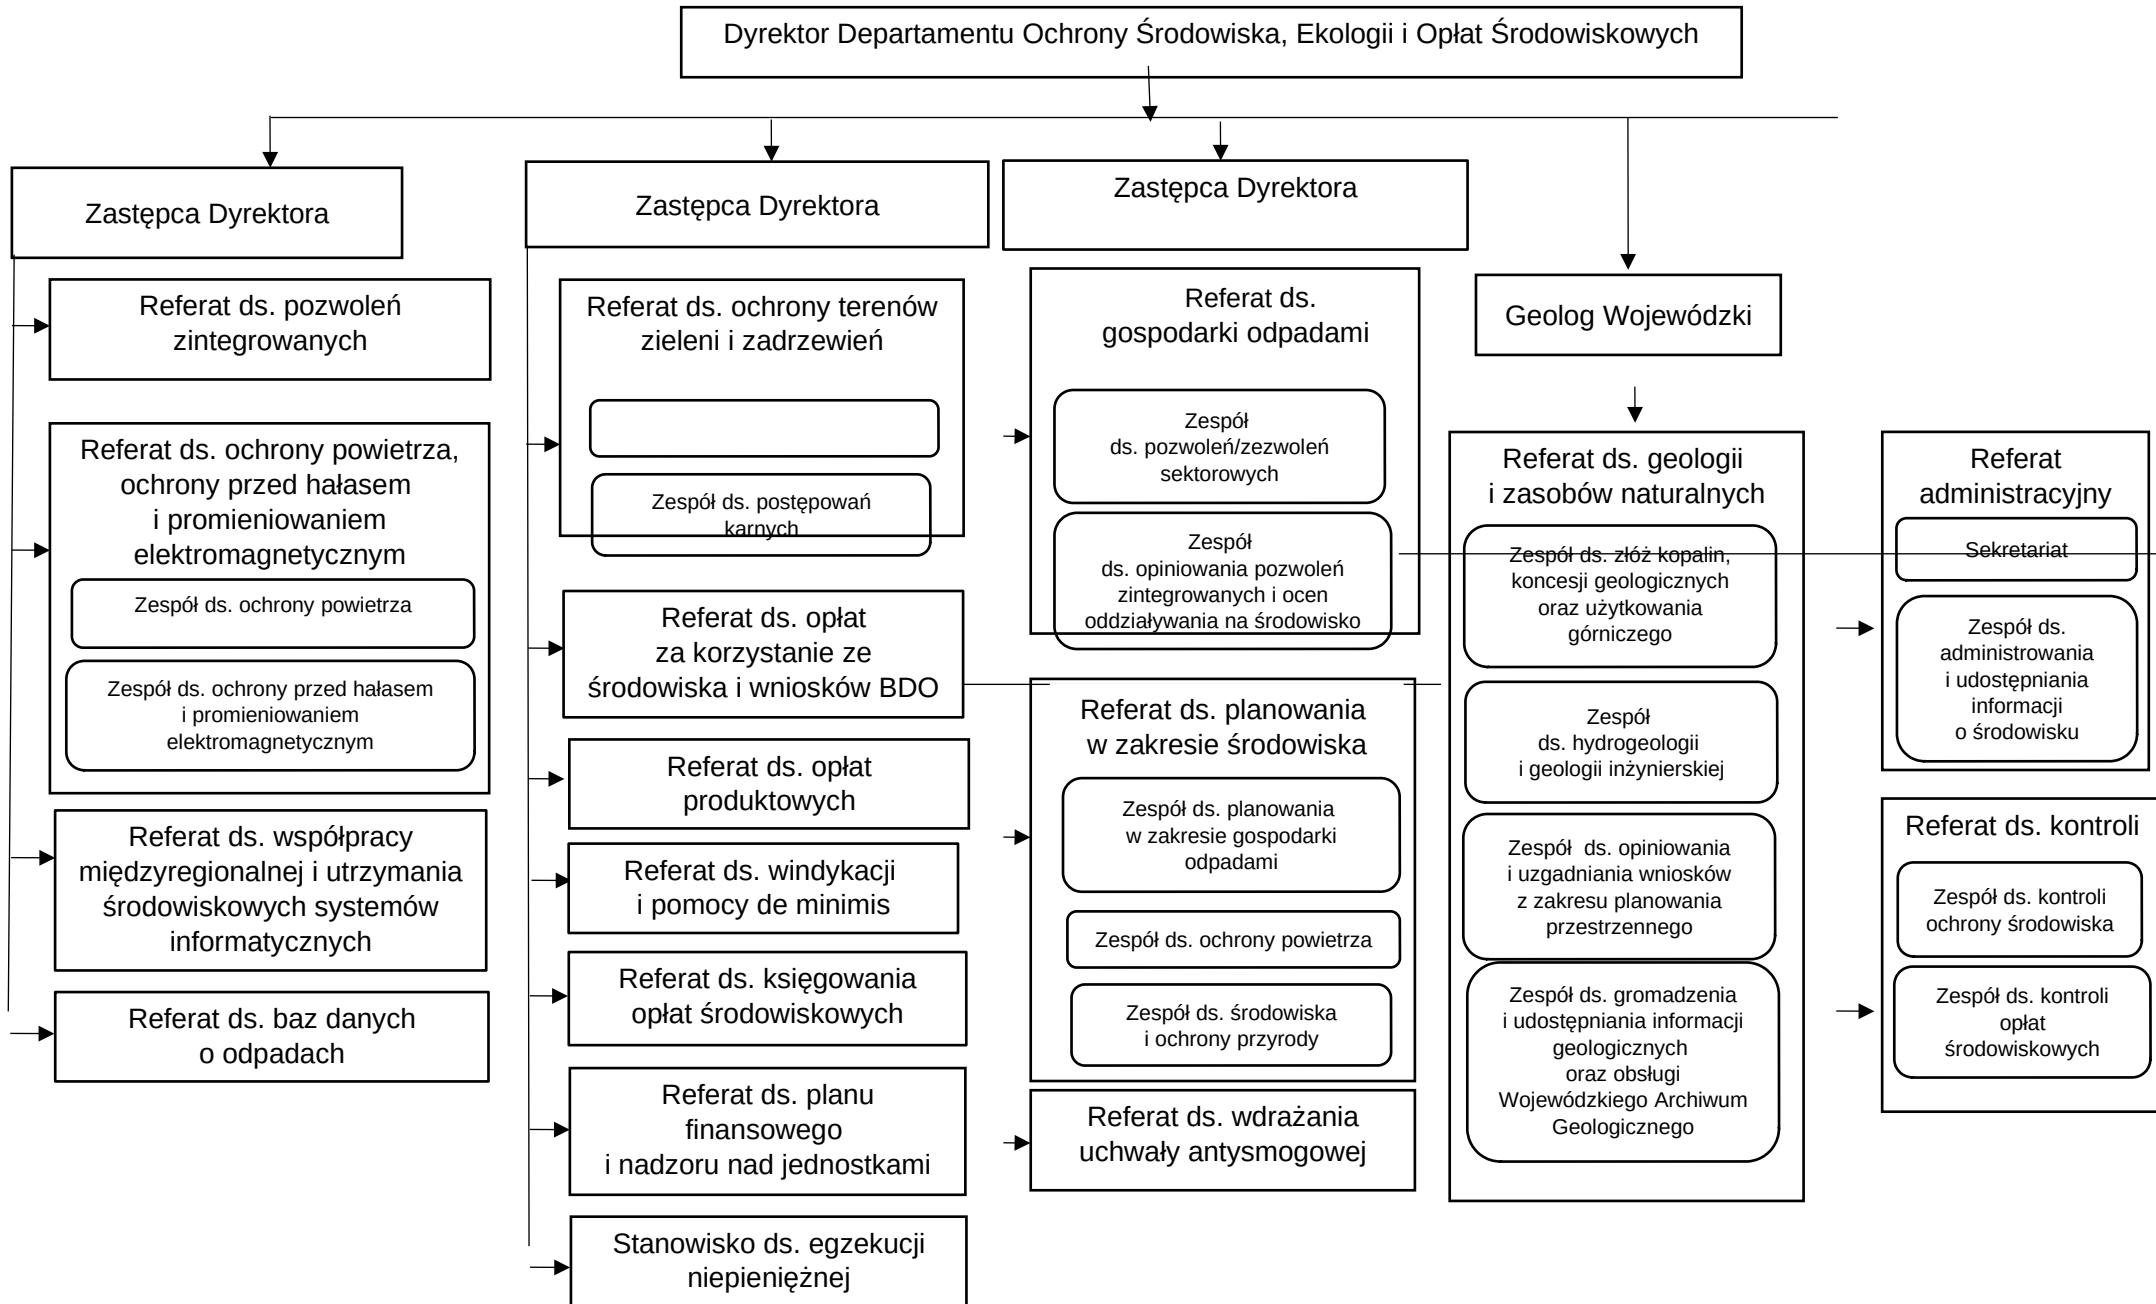 Dyrektor Departamentu Ochrony Środowiska, Ekologii i Opłat Środowiskowych
Zastępca Dyrektora
Referat ds. pozwoleń
zintegrowanych
Referat ds. ochrony powietrza,
ochrony przed hałasem
i promieniowaniem
elektromagnetycznym
Zespół ds. ochrony powietrza
Zespół ds. ochrony przed hałasem
i promieniowaniem
elektromagnetycznym
Referat ds. współpracy
międzyregionalnej i utrzymania
środowiskowych systemów
informatycznych
Referat ds. baz danych
o odpadach
Zastępca Dyrektora
Referat ds. ochrony terenów
zieleni i zadrzewień
Zespół ds. postępowań
karnych
Referat ds. opłat
za korzystanie ze
środowiska i wniosków BDO
Referat ds. opłat
produktowych
Referat ds. windykacji
i pomocy de minimis
Referat ds. księgowania
opłat środowiskowych
Referat ds. planu
finansowego
i nadzoru nad jednostkami
Stanowisko ds. egzekucji
niepieniężnej
Zastępca Dyrektora
Referat ds.
gospodarki odpadami
Zespół
ds. pozwoleń/zezwoleń
sektorowych
Zespół
ds. opiniowania pozwoleń
zintegrowanych i ocen
oddziaływania na środowisko
Referat ds. planowania
w zakresie środowiska
Zespół ds. planowania
w zakresie gospodarki
odpadami
Zespół ds. ochrony powietrza
Zespół ds. środowiska
i ochrony przyrody
Referat ds. wdrażania
uchwały antysmogowej
Geolog Wojewódzki
Referat ds. geologii
i zasobów naturalnych
Zespół ds. złóż kopalin,
koncesji geologicznych
oraz użytkowania
górniczego
Zespół
ds. hydrogeologii
i geologii inżynierskiej
Zespół ds. opiniowania
i uzgadniania wniosków
z zakresu planowania
przestrzennego
Zespół ds. gromadzenia
i udostępniania informacji
geologicznych
oraz obsługi
Wojewódzkiego Archiwum
Geologicznego
Referat
administracyjny
Sekretariat
Zespół ds.
administrowania
i udostępniania
informacji
o środowisku
Referat ds. kontroli
Zespół ds. kontroli
ochrony środowiska
Zespół ds. kontroli
opłat
środowiskowych